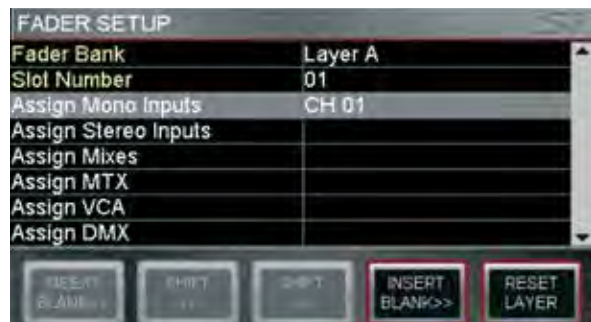 FADER SETUP
Fader Bank Layer A
Slot Number 01
Assign Mono Inputs CH 01
Assign Stereo Inputs
Assign Mixes
Assign MTX
Assign VCA
Assign DMX
SHIFT SHIFT INSERT BLANK>> RESET LAYER